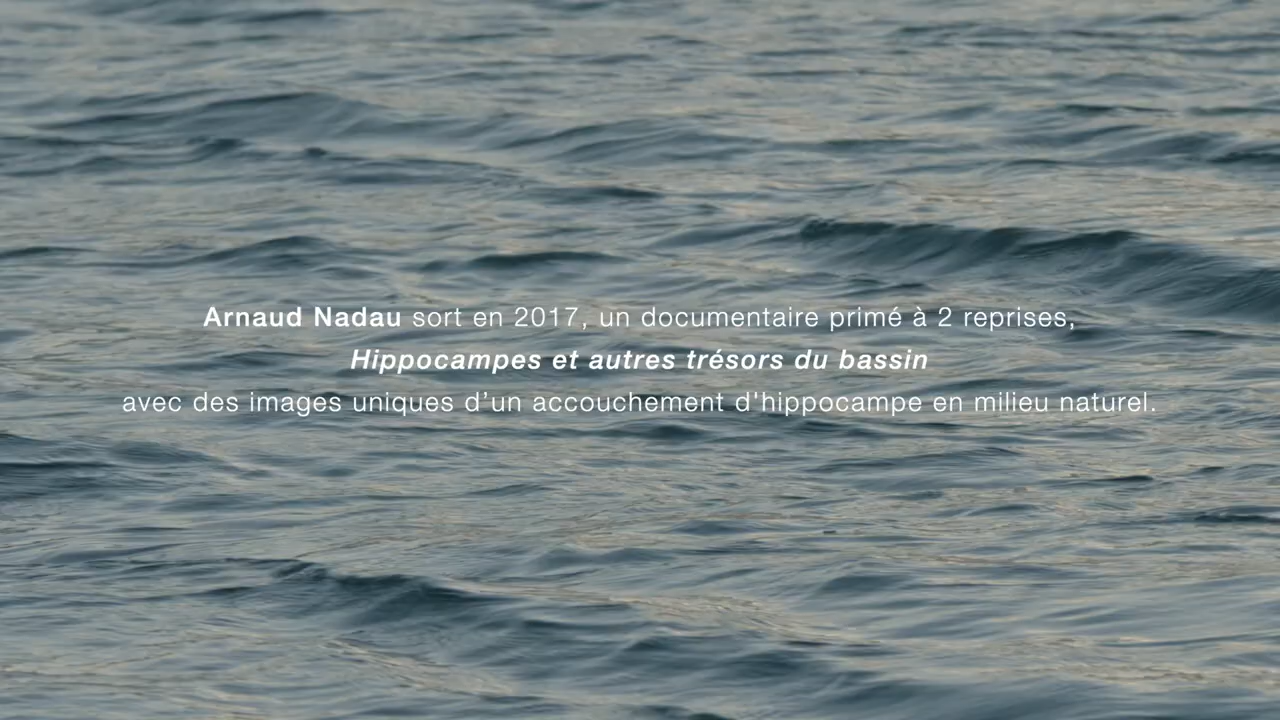 Arnaud Nadau sort en 2017, un documentaire primé à 2 reprises,
Hippocampes et autres trésors du bassin
avec des images uniques d’un accouchement d'hippocampe en milieu naturel.